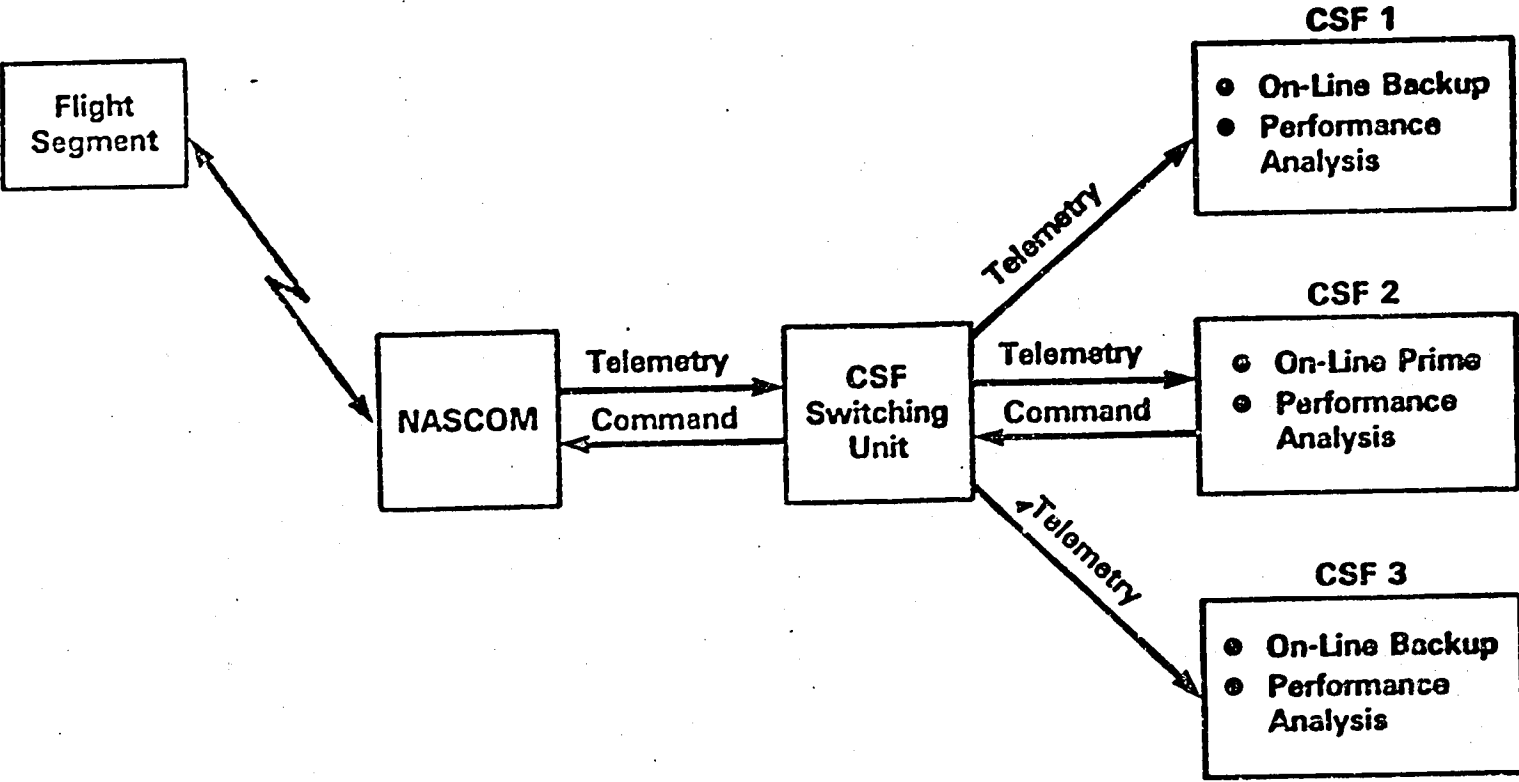 Flight
Segment
NASCOM
Telemetry
Command
CSF
Switching
Unit
Telemetry
Telemetry
Command
Telemetry
CSF 1
● On-Line Backup
● Performance
Analysis
CSF 2
● On-Line Prime
● Performance
Analysis
CSF 3
● On-Line Backup
● Performance
Analysis